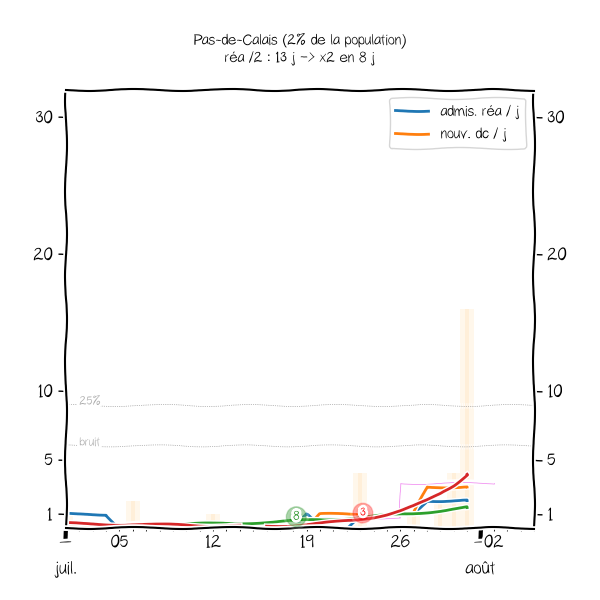 Pas-de-Calais (2% de la population)
réa /2 : 13 j -> x2 en 8 j
admis. réa / j
nouv. dc / j
30 30
20 20
10 10
25%
bruit
5 5
8 3
1 1
05 12 19 26 02
juil. août